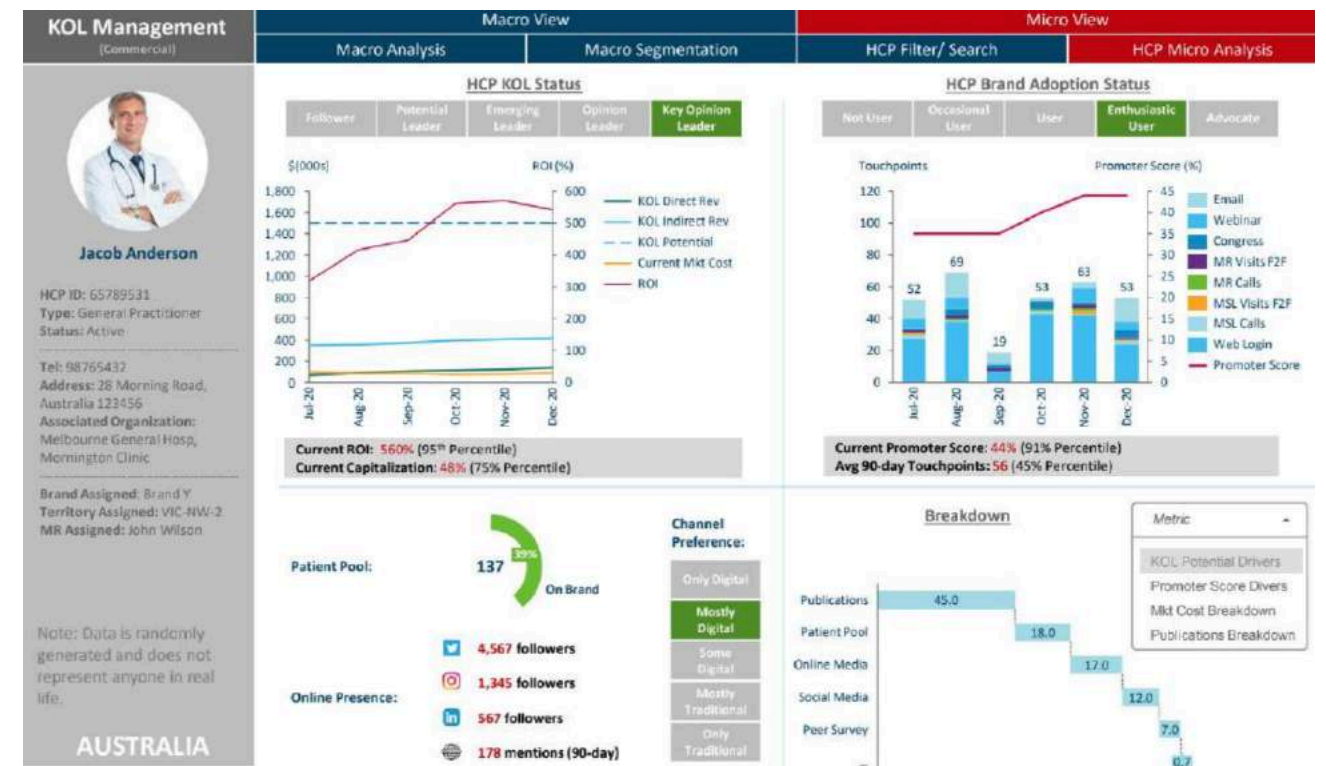 KOL Management
(Commercial)
Macro View
Micro View
Macro Analysis
Macro Segmentation
HCP Filter/ Search
HCP Micro Analysis
Jacob Anderson
HCP ID: 65789531
Type: General Practitioner
Status: Active
Tel: 98765432
Address: 28 Morning Road,
Australia 123456
Associated Organization:
Melbourne General Hosp,
Mornington Clinic
Brand Assigned: Brand Y
Territory Assigned: VIC-NW-2
MR Assigned: John Wilson
Note: Data is randomly
generated and does not
represent anyone in real
life.
AUSTRALIA
HCP KOL Status
Follower
Potential
Leader
Emerging
Leader
Opinion
Leader
Key Opinion
Leader
$(000s)
ROI (%)
1,800
1,600
1,400
1,200
1,000
800
600
400
200
0
600
500
400
300
200
100
0
Jul-20
Aug-20
Sep-20
Oct-20
Nov-20
Dec-20
KOL Direct Rev
KOL Indirect Rev
KOL Potential
Current Mkt Cost
ROI
Current ROI: 560% (95th Percentile)
Current Capitalization: 48% (75% Percentile)
HCP Brand Adoption Status
Not User
Occasional
User
User
Enthusiastic
User
Advocate
Touchpoints
Promoter Score (%)
120
100
80
60
40
20
0
52
69
19
53
63
53
45
40
35
30
25
20
15
10
5
0
Jul-20
Aug-20
Sep-20
Oct-20
Nov-20
Dec-20
Email
Webinar
Congress
MR Visits F2F
MR Calls
MSL Visits F2F
MSL Calls
Web Login
Promoter Score
Current Promoter Score: 44% (91% Percentile)
Avg 90-day Touchpoints: 56 (45% Percentile)
Patient Pool:
137
39%
On Brand
Online Presence:
4,567 followers
1,345 followers
567 followers
178 mentions (90-day)
Channel
Preference:
Only Digital
Mostly
Digital
Some
Digital
Mostly
Traditional
Only
Traditional
Breakdown
Metric
KOL Potential Drivers
Promoter Score Divers
Mkt Cost Breakdown
Publications Breakdown
Publications
45.0
Patient Pool
18.0
Online Media
17.0
Social Media
12.0
Peer Survey
7.0
0.7